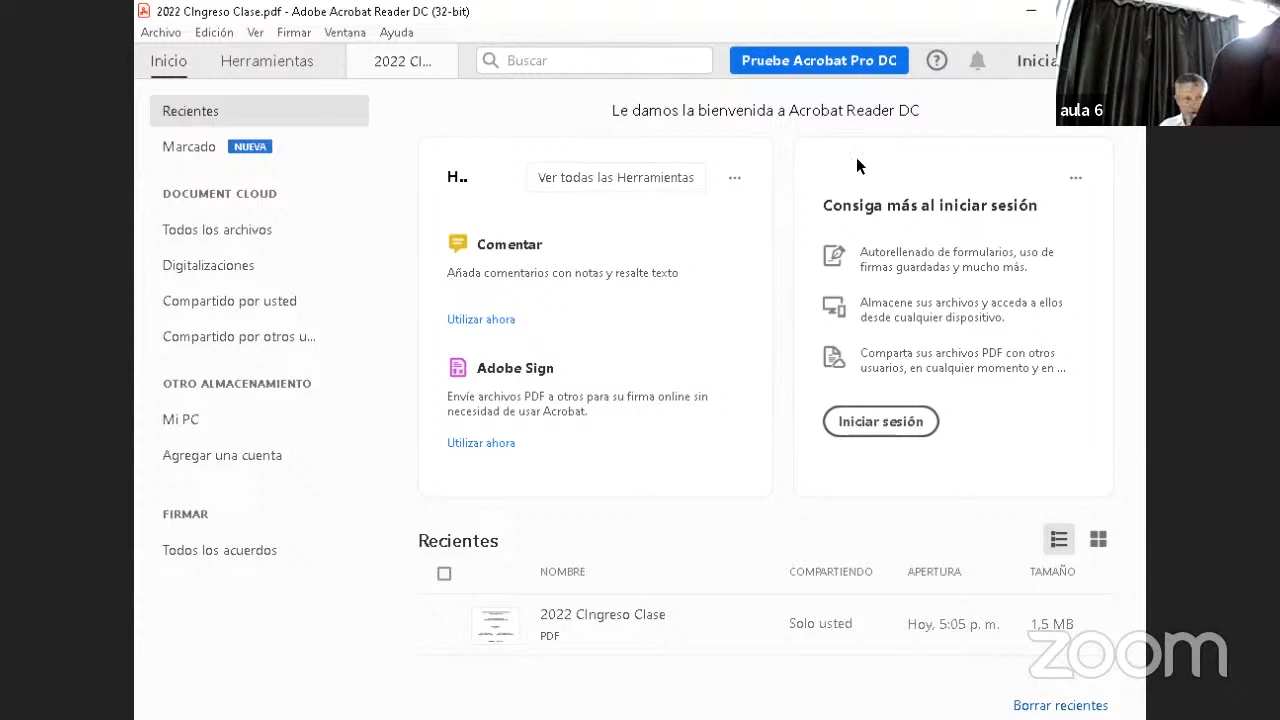 2022 CIngreso Clase.pdf - Adobe Acrobat Reader DC (32-bit)
Archivo Edición Ver Firmar Ventana Ayuda
Inicio Herramientas 2022 CI... Buscar Pruebe Acrobat Pro DC ? Inicia
aula 6
Recientes
Marcado NUEVA
DOCUMENT CLOUD
Todos los archivos
Digitalizaciones
Compartido por usted
Compartido por otros u...
OTRO ALMACENAMIENTO
Mi PC
Agregar una cuenta
FIRMAR
Todos los acuerdos
Le damos la bienvenida a Acrobat Reader DC
H.. Ver todas las Herramientas ...
Comentar
Añada comentarios con notas y resalte texto
Utilizar ahora
Adobe Sign
Envíe archivos PDF a otros para su firma online sin
necesidad de usar Acrobat.
Utilizar ahora
...
Consiga más al iniciar sesión
Autorellenado de formularios, uso de
firmas guardadas y mucho más.
Almacene sus archivos y acceda a ellos
desde cualquier dispositivo.
Comparta sus archivos PDF con otros
usuarios, en cualquier momento y en ...
Iniciar sesión
Recientes
NOMBRE COMPARTIENDO APERTURA TAMAÑO
2022 CIngreso Clase Solo usted Hoy, 5:05 p. m. 1,5 MB
PDF
zoom
Borrar recientes